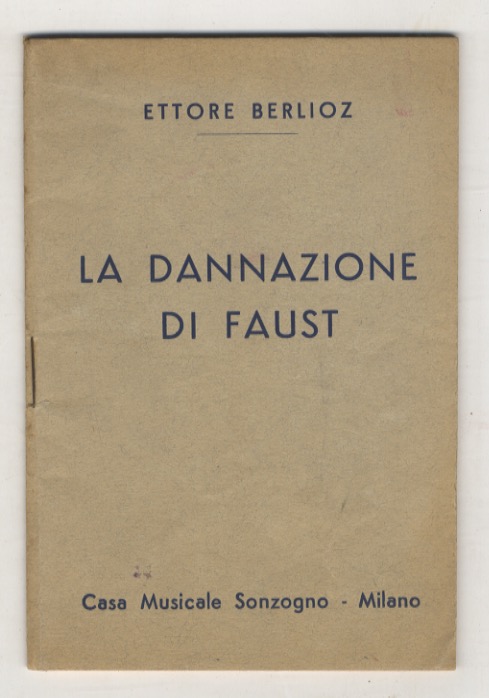 ETTORE BERLIOZ
LA DANNAZIONE
DI FAUST
Casa Musicale Sonzogno - Milano